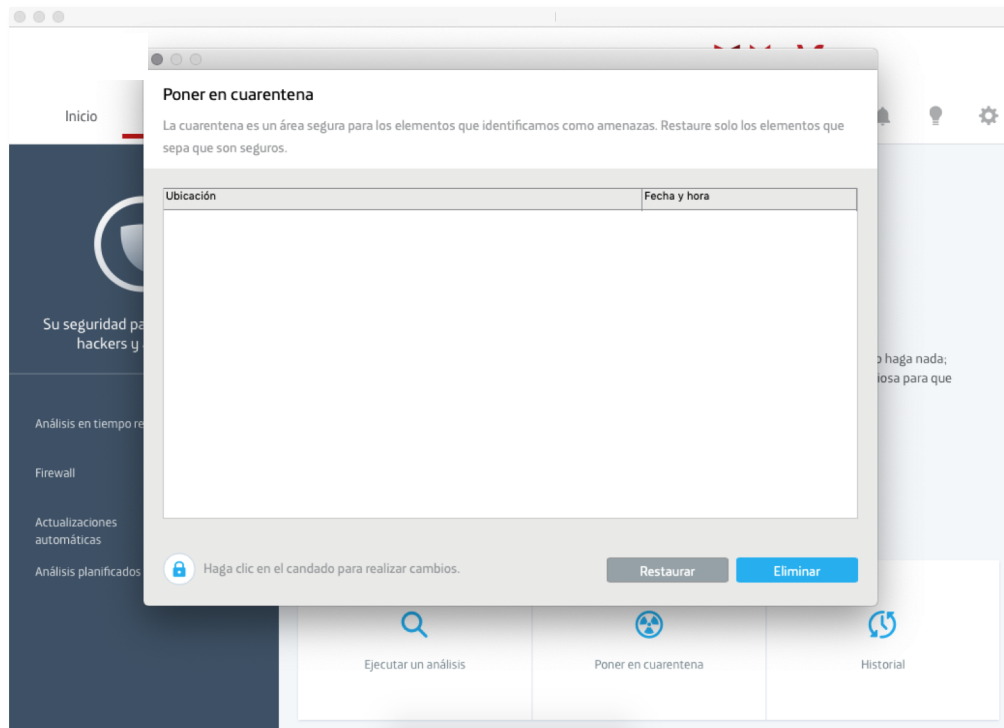 Poner en cuarentena
La cuarentena es un área segura para los elementos que identificamos como amenazas. Restaure solo los elementos que
sepa que son seguros.
Inicio
Ubicación Fecha y hora
Su seguridad
hackers y
haga nada;
para que
Análisis en tiempo
Firewall
Actualizaciones
automáticas
Análisis planificados
Haga clic en el candado para realizar cambios.
Restaurar Eliminar
Ejecutar un análisis Poner en cuarentena Historial